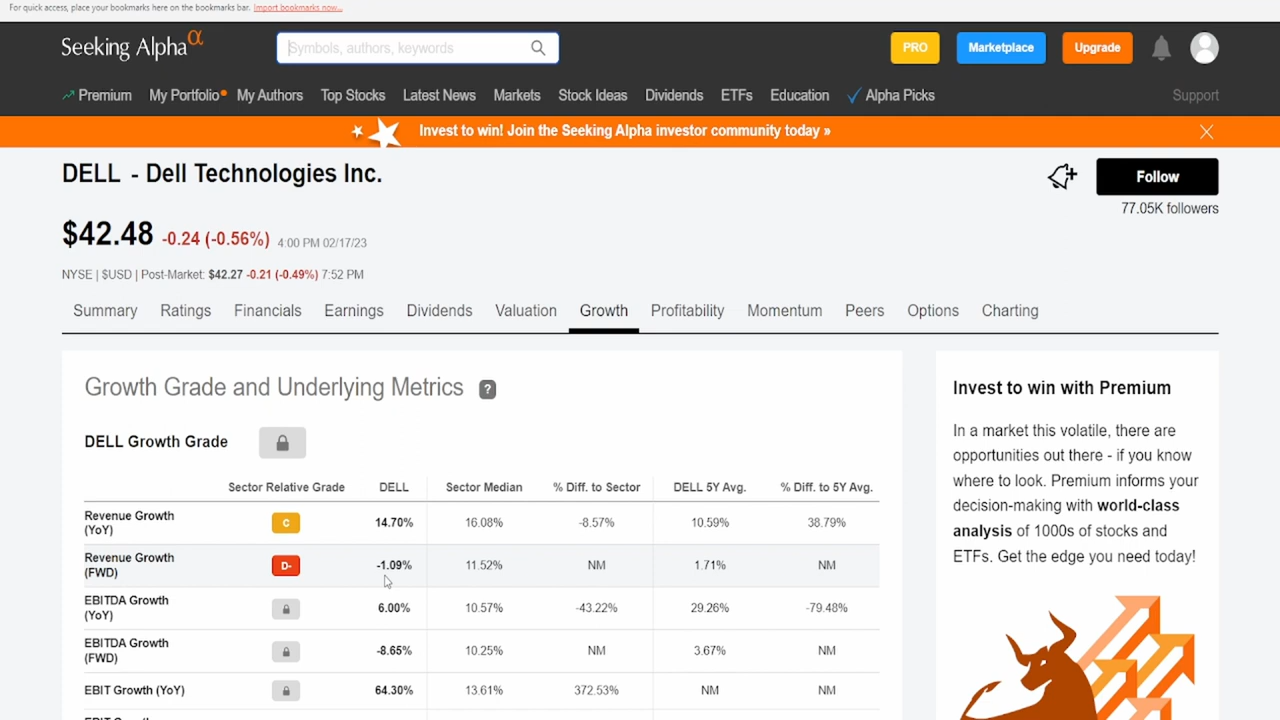 For quick access, place your bookmarks here on the bookmarks bar. Import bookmarks now...
Seeking Alpha α
Symbols, authors, keywords
PRO
Marketplace
Upgrade
Premium My Portfolio My Authors Top Stocks Latest News Markets Stock Ideas Dividends ETFs Education Alpha Picks Support
Invest to win! Join the Seeking Alpha investor community today »
DELL - Dell Technologies Inc.
Follow
77.05K followers
$42.48 -0.24 (-0.56%) 4:00 PM 02/17/23
NYSE | $USD | Post-Market: $42.27 -0.21 (-0.49%) 7:52 PM
Summary Ratings Financials Earnings Dividends Valuation Growth Profitability Momentum Peers Options Charting
Growth Grade and Underlying Metrics ?
DELL Growth Grade
Sector Relative Grade DELL Sector Median % Diff. to Sector DELL 5Y Avg. % Diff. to 5Y Avg.
Revenue Growth
(YoY) C 14.70% 16.08% -8.57% 10.59% 38.79%
Revenue Growth
(FWD) D- -1.09% 11.52% NM 1.71% NM
EBITDA Growth
(YoY) 6.00% 10.57% -43.22% 29.26% -79.48%
EBITDA Growth
(FWD) -8.65% 10.25% NM 3.67% NM
EBIT Growth (YoY) 64.30% 13.61% 372.53% NM NM
Invest to win with Premium
In a market this volatile, there are
opportunities out there - if you know
where to look. Premium informs your
decision-making with world-class
analysis of 1000s of stocks and
ETFs. Get the edge you need today!